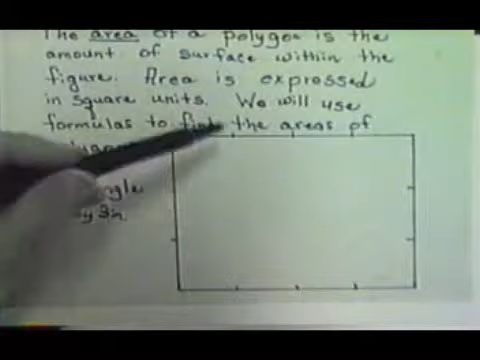 The area of a polygon is the
amount of surface within the
figure. Area is expressed
in square units. We will use
formulas to find the areas of
3in.